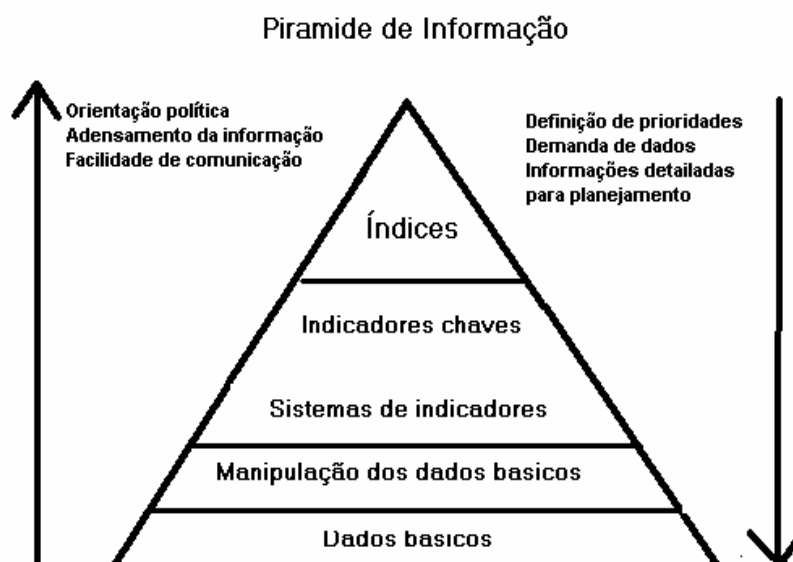 Piramide de Informação
Orientação política
Adensamento da informação
Facilidade de comunicação
Definição de prioridades
Demanda de dados
Informações detailadas
para planejamento
Índices
Indicadores chaves
Sistemas de indicadores
Manipulação dos dados basicos
Dados basicos